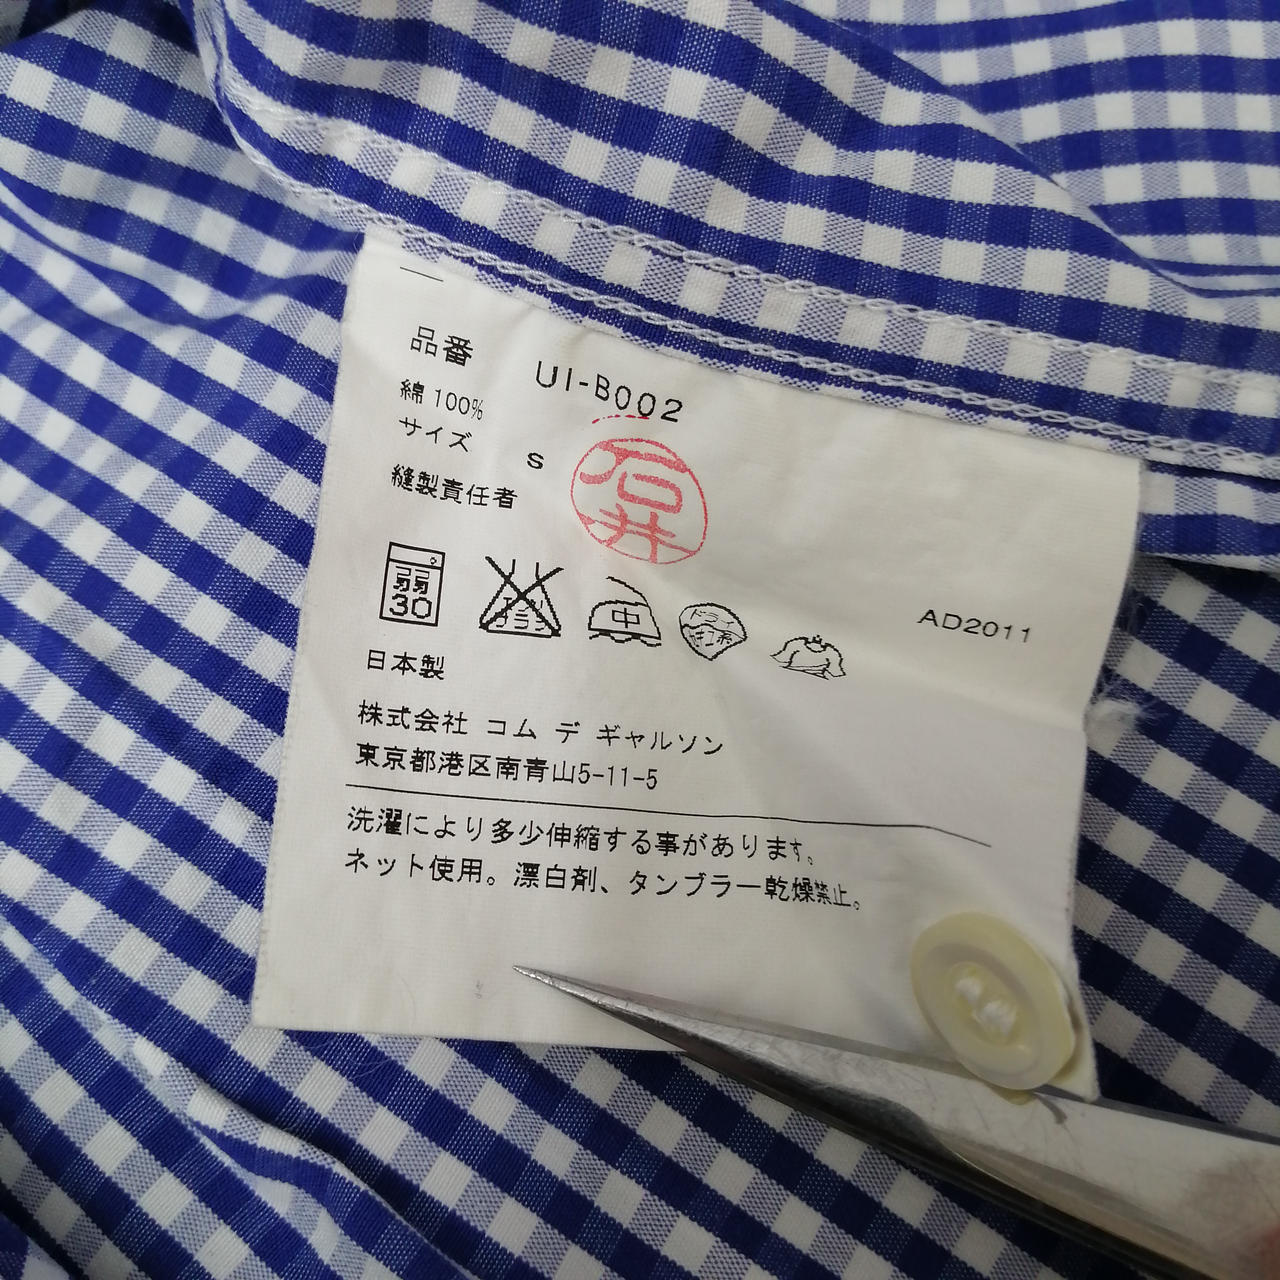 品番 UI-B002
綿 100%
サイズ S
縫製責任者 石井
弱
30
中
ドライ
AD2011
日本製
株式会社 コム デ ギャルソン
東京都港区南青山5-11-5
洗濯により多少伸縮する事があります。
ネット使用。漂白剤、タンブラー乾燥禁止。